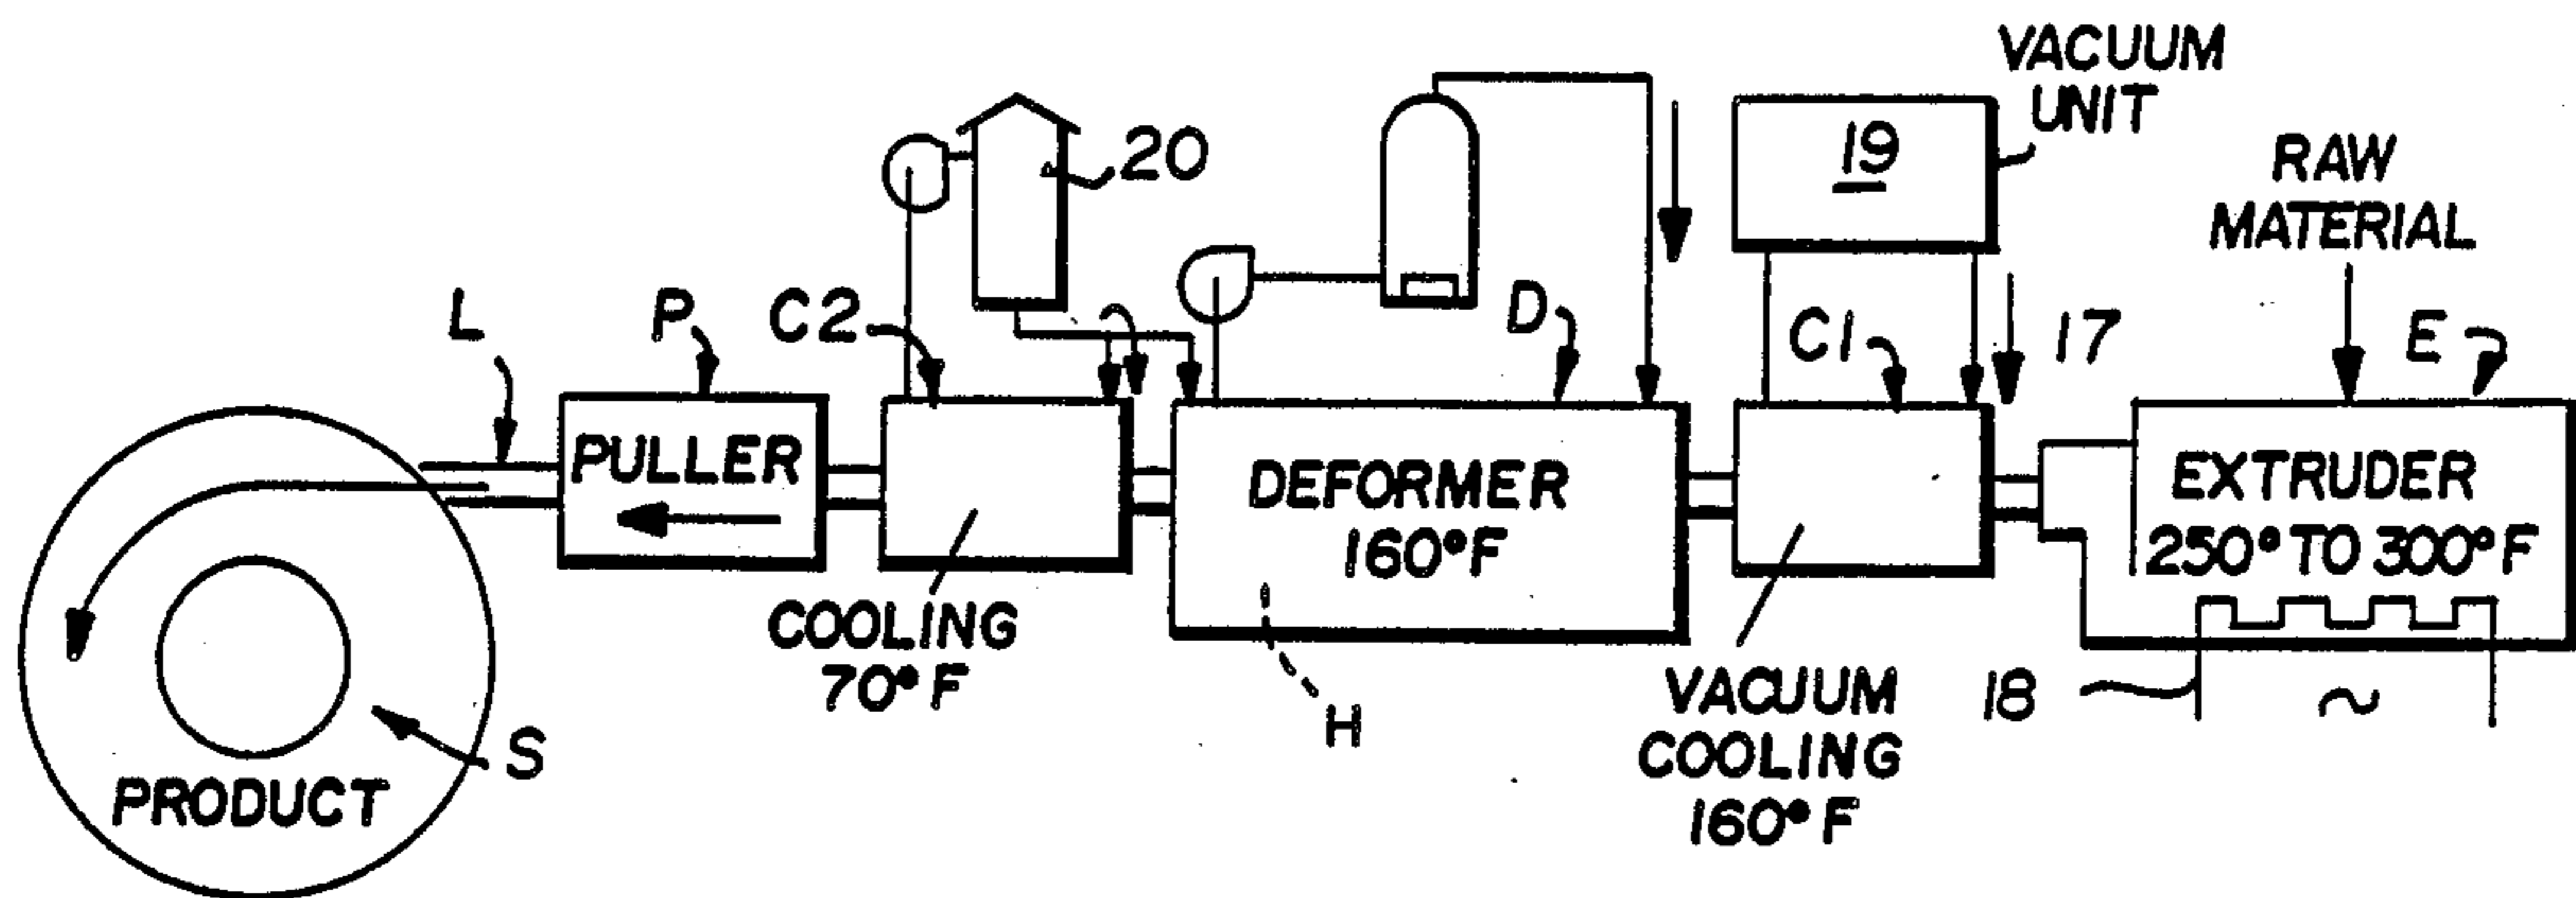 VACUUM
UNIT
19
20
RAW
MATERIAL
L
P
C2
D
C1
17
E
PULLER
DEFORMER
160°F
EXTRUDER
250° TO 300°F
COOLING
70°F
H
VACUUM
COOLING
160°F
18
~
S
PRODUCT